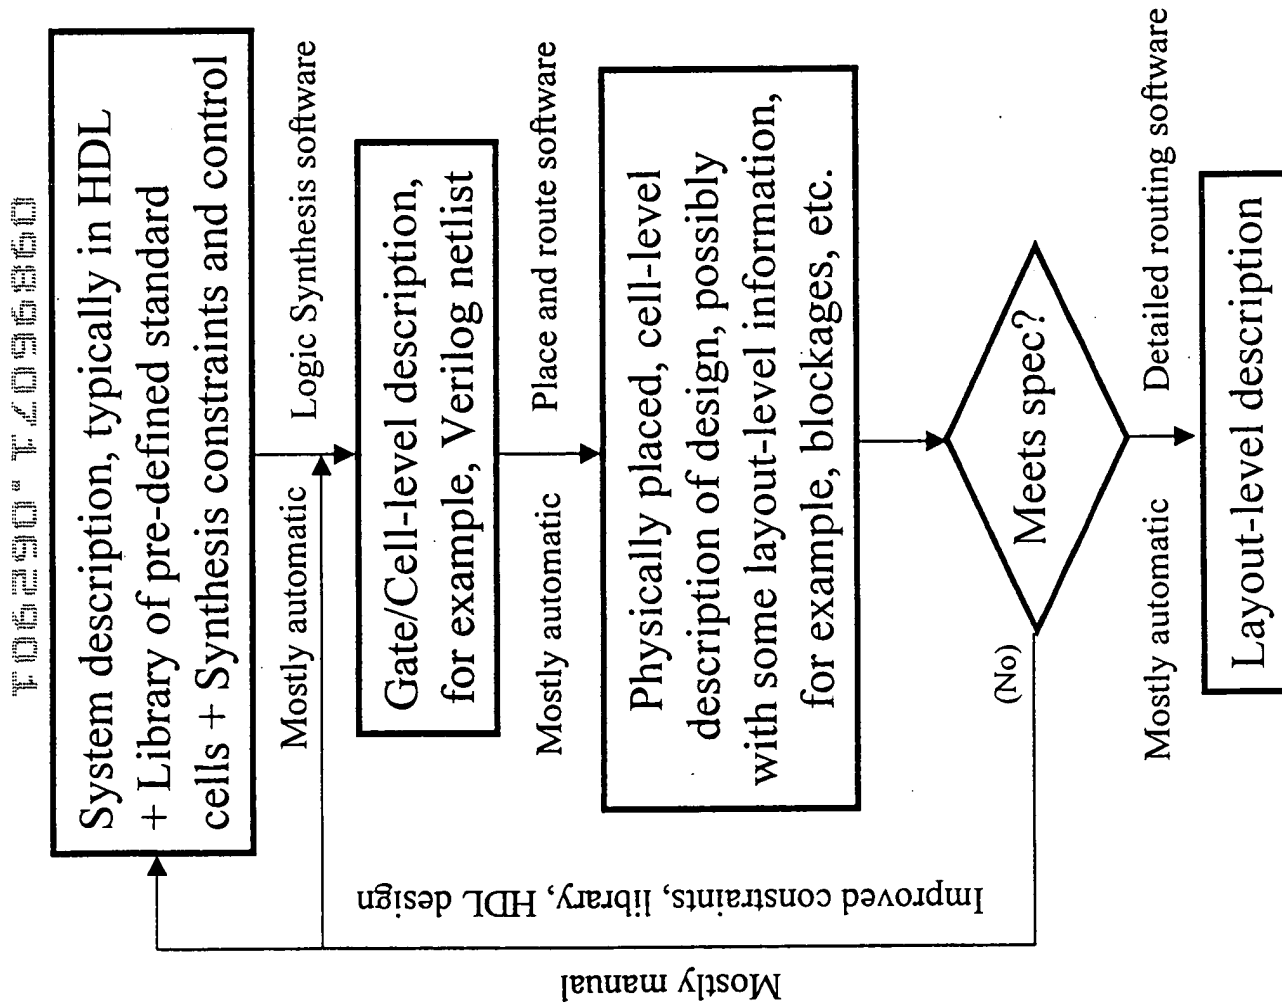 09896059 . 062901
System description, typically in HDL
+ Library of pre-defined standard
cells + Synthesis constraints and control
Mostly automatic
Logic Synthesis software
Gate/Cell-level description,
for example, Verilog netlist
Mostly automatic
Place and route software
Physically placed, cell-level
description of design, possibly
with some layout-level information,
for example, blockages, etc.
Meets spec?
(No)
Mostly manual
Improved constraints, library, HDL design
Mostly automatic
Detailed routing software
Layout-level description